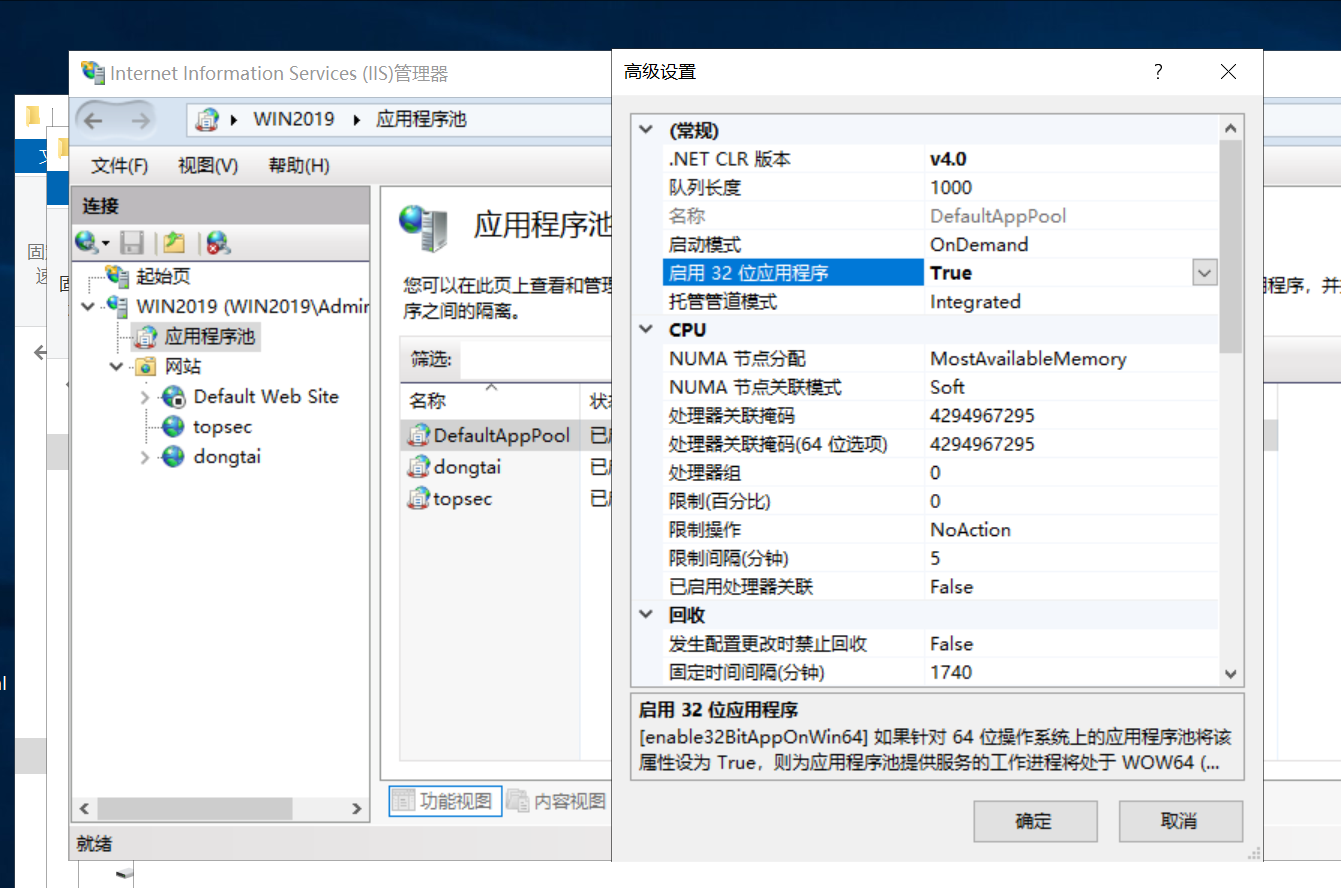 Internet Information Services (IIS)管理器
WIN2019
应用程序池
文件(F) 视图(V) 帮助(H)
连接
起始页
WIN2019 (WIN2019\Admin
应用程序池
网站
Default Web Site
topsec
dongtai
应用程序池
您可以在此页上查看和管理
序之间的隔离。
程序，并
筛选:
名称
DefaultAppPool
dongtai
topsec
功能视图 内容视图
就绪
高级设置 ?
(常规)
.NET CLR 版本 v4.0
队列长度 1000
名称 DefaultAppPool
启动模式 OnDemand
启用 32 位应用程序 True
托管管道模式 Integrated
CPU
NUMA 节点分配 MostAvailableMemory
NUMA 节点关联模式 Soft
处理器关联掩码 4294967295
处理器关联掩码(64 位选项) 4294967295
处理器组 0
限制(百分比) 0
限制操作 NoAction
限制间隔(分钟) 5
已启用处理器关联 False
回收
发生配置更改时禁止回收 False
固定时间间隔(分钟) 1740
启用 32 位应用程序
[enable32BitAppOnWin64] 如果针对 64 位操作系统上的应用程序池将该
属性设为 True，则为应用程序池提供服务的工作进程将处于 WOW64 (...
确定 取消